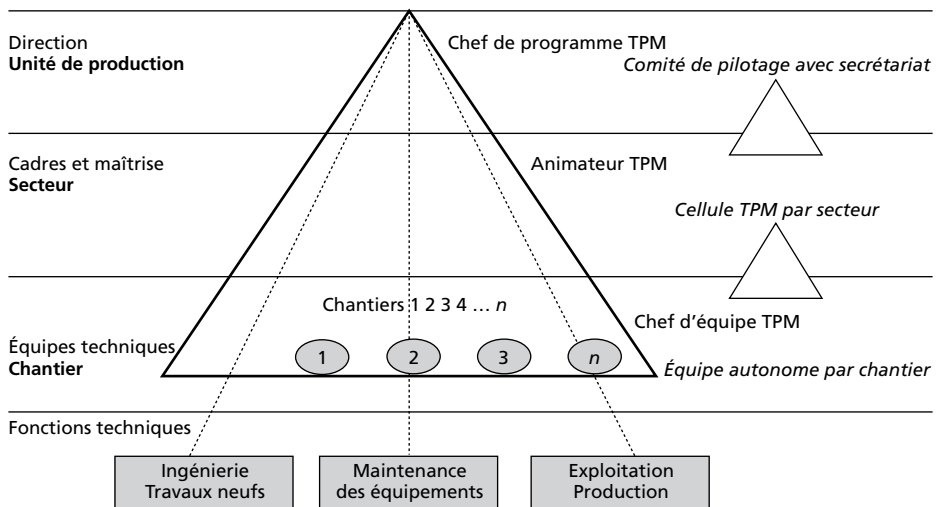 Direction
Unité de production
Chef de programme TPM
Comité de pilotage avec secrétariat
Cadres et maîtrise
Secteur
Animateur TPM
Cellule TPM par secteur
Chantiers 1 2 3 4 … n
Chef d'équipe TPM
Équipes techniques
Chantier
1 2 3 n
Équipe autonome par chantier
Fonctions techniques
Ingénierie
Travaux neufs
Maintenance
des équipements
Exploitation
Production